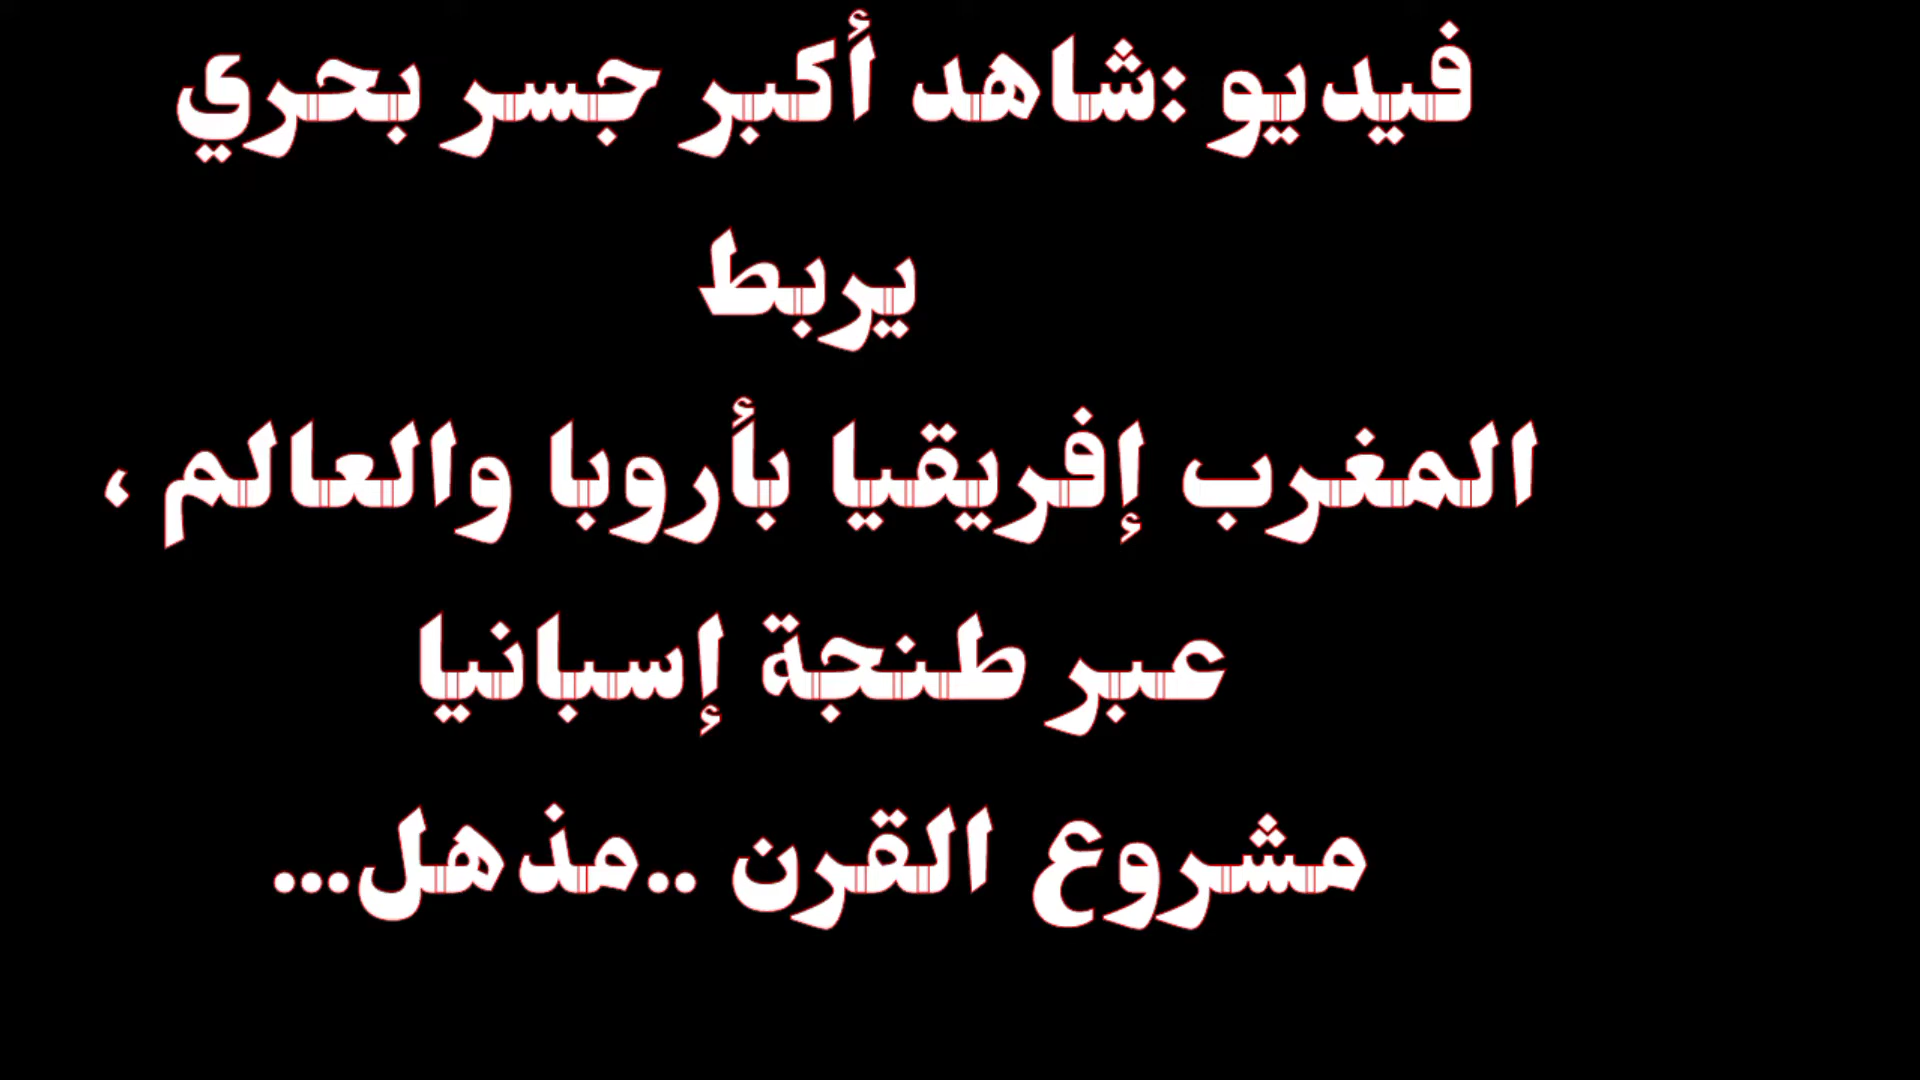 فيديو :شاهد أكبر جسر بحري
يربط
المغرب إفريقيا بأروبا والعالم ،
عبر طنجة إسبانيا
مشروع القرن ..مذهل...